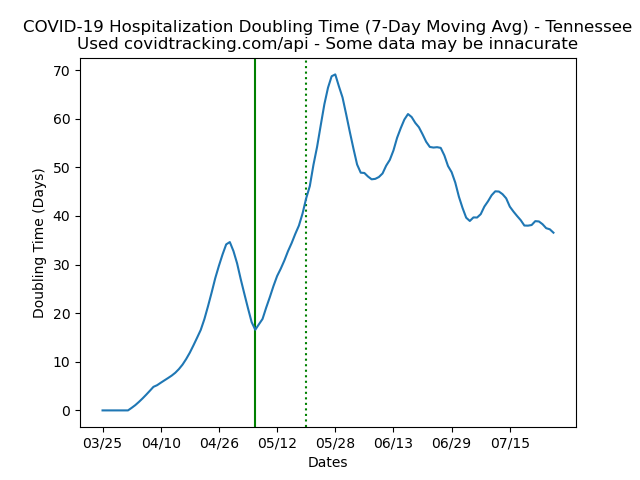 COVID-19 Hospitalization Doubling Time (7-Day Moving Avg) - Tennessee
Used covidtracking.com/api - Some data may be innacurate
70
60
50
40
30
20
10
0
Doubling Time (Days)
03/25 04/10 04/26 05/12 05/28 06/13 06/29 07/15
Dates